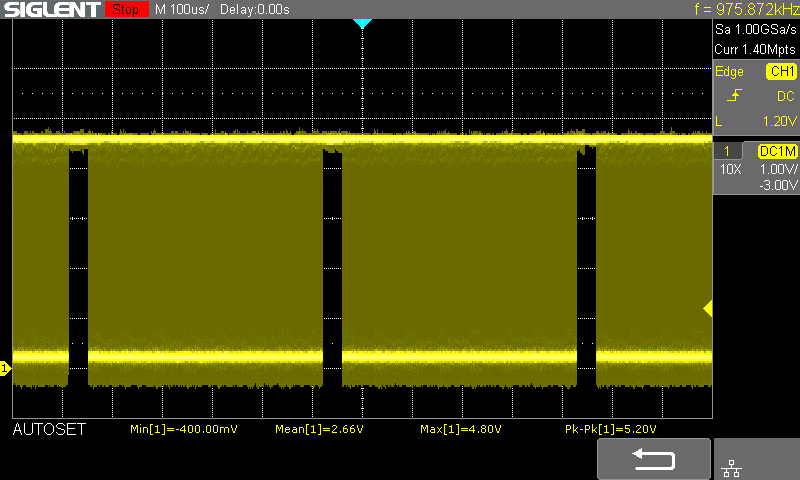 SIGLENT Stop M 100us/ Delay:0.00s f = 975.872kHz
Sa 1.00GSa/s
Curr 1.40Mpts
Edge CH1
DC
L 1.20V
1 DC1M
10X 1.00V/
-3.00V
1
AUTOSET Min[1]=-400.00mV Mean[1]=2.66V Max[1]=4.80V Pk-Pk[1]=5.20V